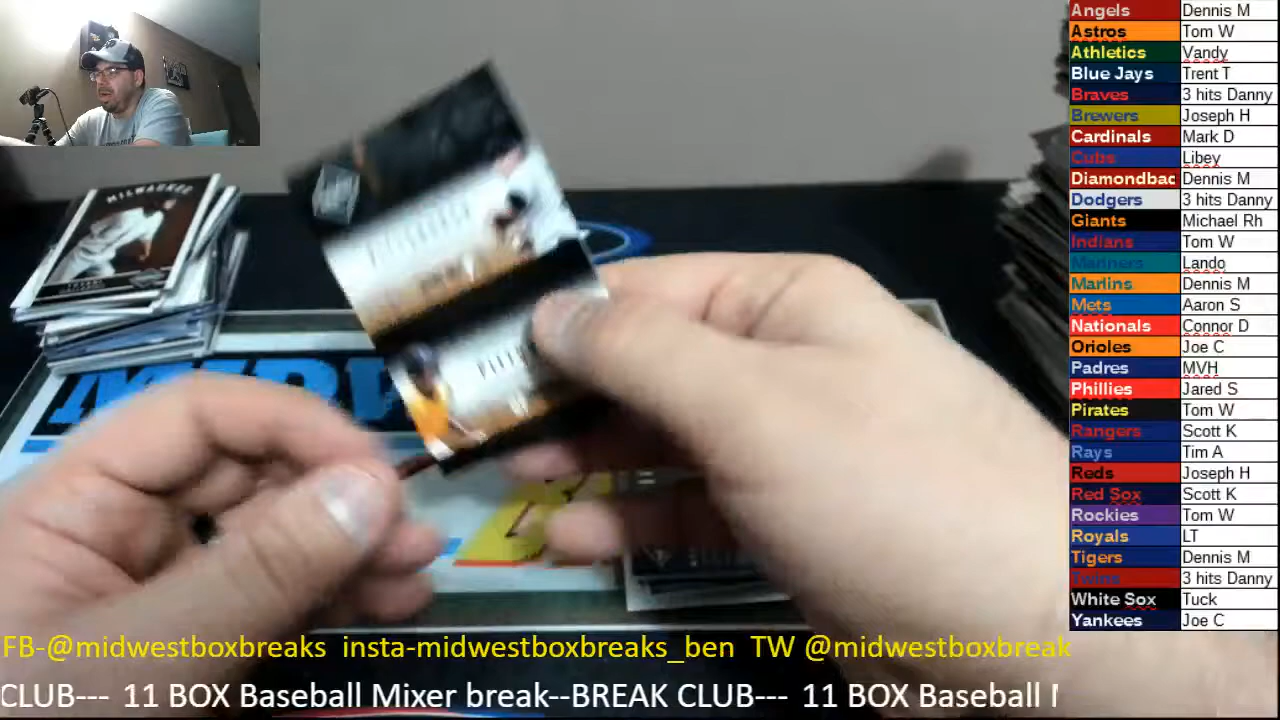 Angels Dennis M
Astros Tom W
Athletics Vandy
Blue Jays Trent T
Braves 3 hits Danny
Brewers Joseph H
Cardinals Mark D
Cubs Libey
Diamondbac Dennis M
Dodgers 3 hits Danny
Giants Michael Rh
Indians Tom W
Mariners Lando
Marlins Dennis M
Mets Aaron S
Nationals Connor D
Orioles Joe C
Padres MVH
Phillies Jared S
Pirates Tom W
Rangers Scott K
Rays Tim A
Reds Joseph H
Red Sox Scott K
Rockies Tom W
Royals LT
Tigers Dennis M
Twins 3 hits Danny
White Sox Tuck
Yankees Joe C
MILWAUKEE
FB-@midwestboxbreaks insta-midwestboxbreaks_ben TW @midwestboxbreak
CLUB--- 11 BOX Baseball Mixer break--BREAK CLUB--- 11 BOX Baseball